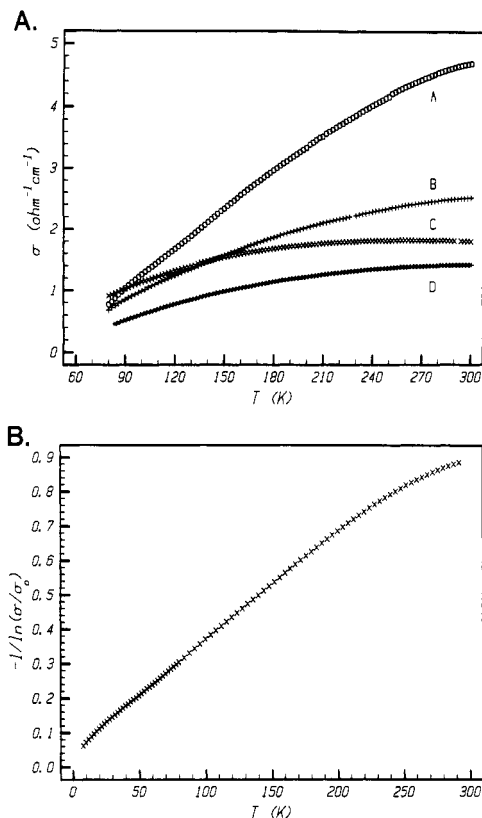 A.
5
4
3
2
1
0
σ (ohm⁻¹cm⁻¹)
A
B
C
D
60 90 120 150 180 210 240 270 300
T (K)
B.
0.9
0.8
0.7
0.6
0.5
0.4
0.3
0.2
0.1
0.0
-1/ln(σ/σ₀)
0 50 100 150 200 250 300
T (K)